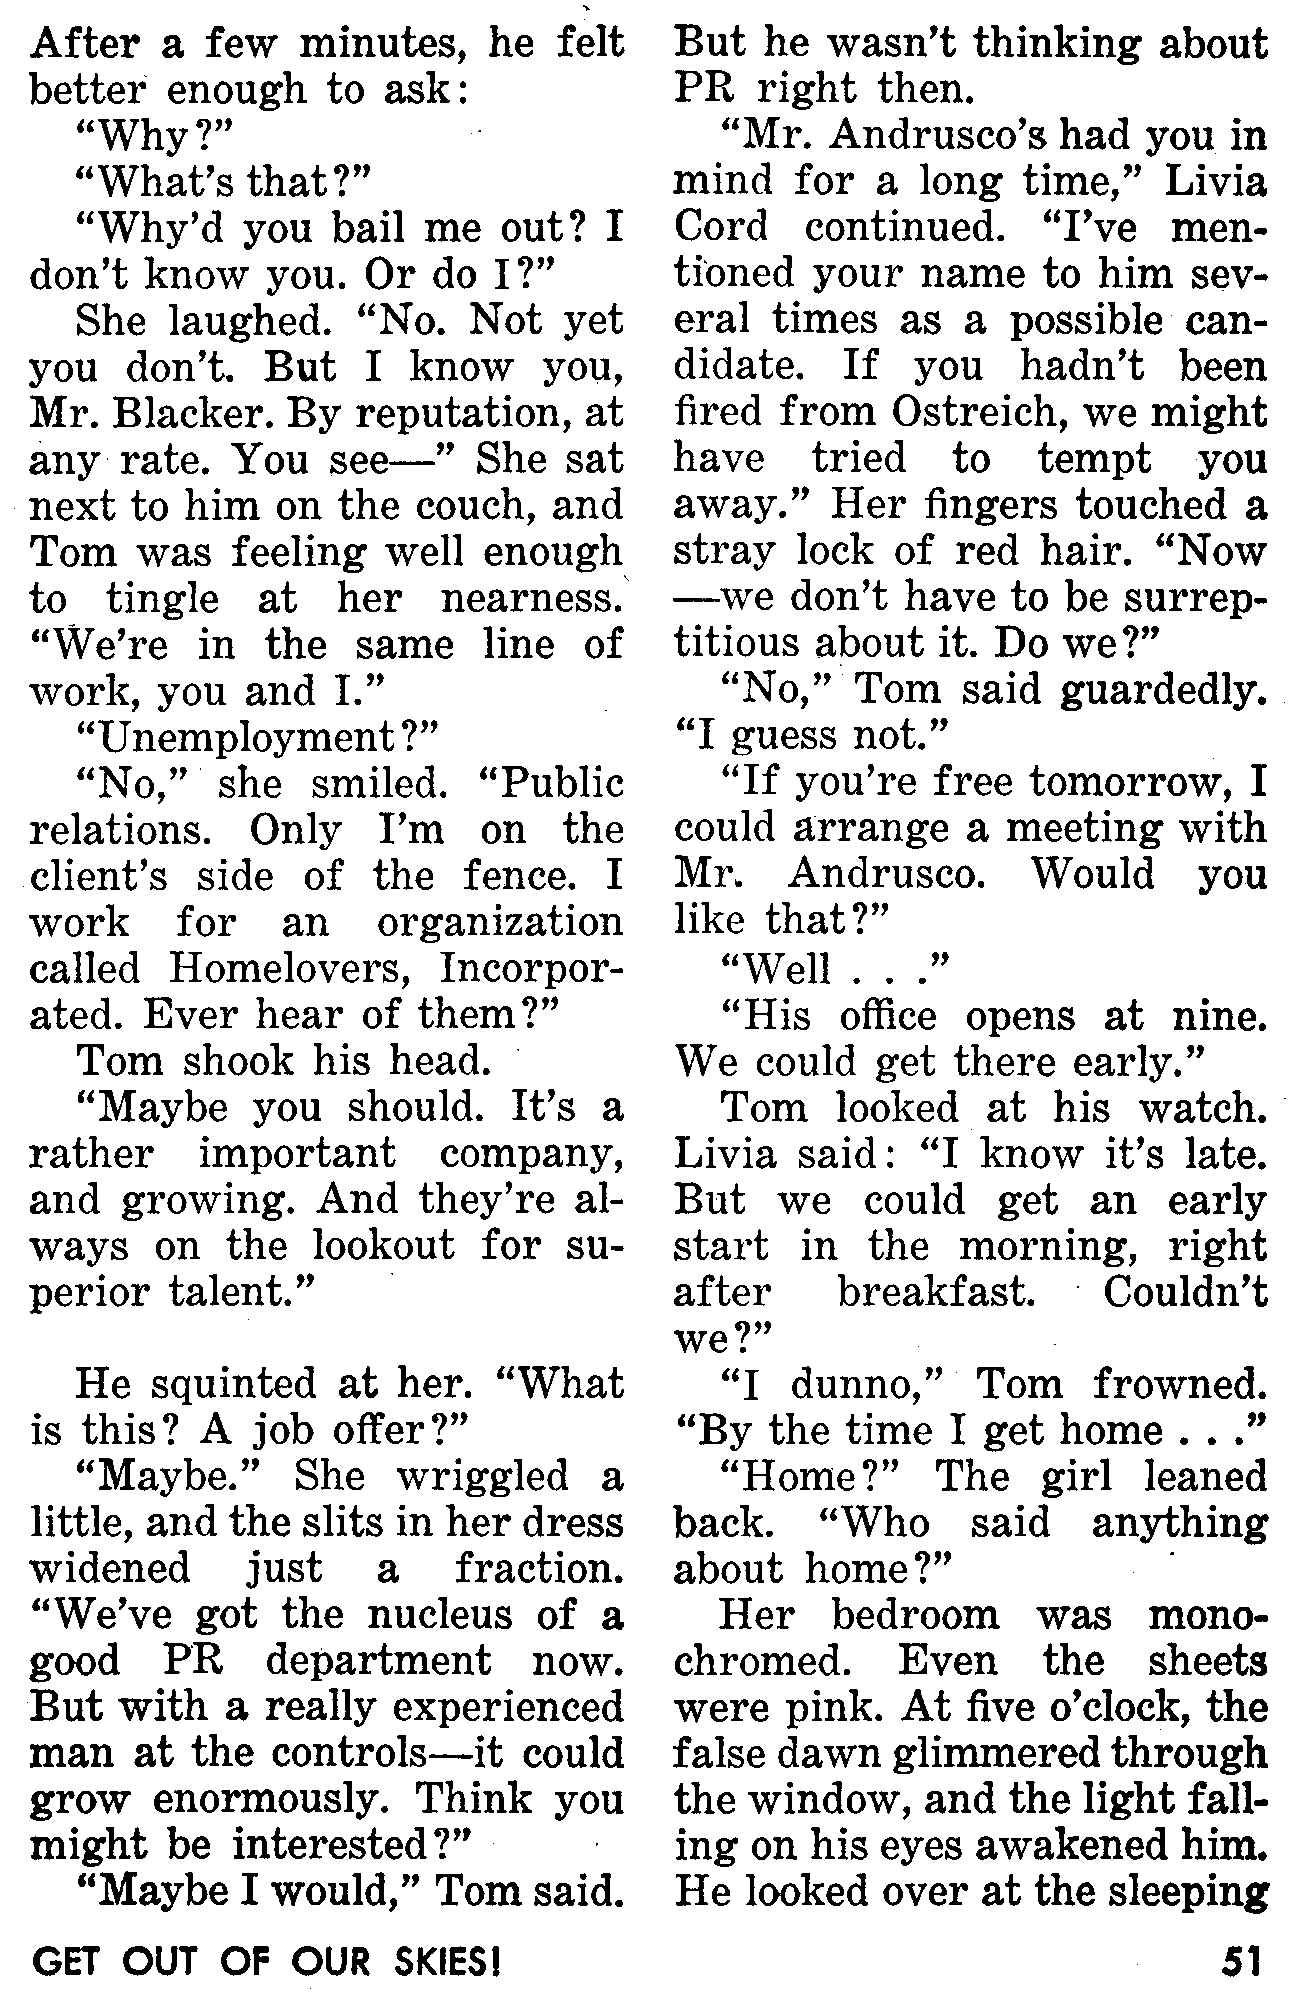 After a few minutes, he felt
better enough to ask:
“Why?”
“What's that?”
“Why'd you bail me out? I
don't know you. Or do I?”
She laughed. “No. Not yet
you don't. But I know you,
Mr. Blacker. By reputation, at
any rate. You see—” She sat
next to him on the couch, and
Tom was feeling well enough
to tingle at her nearness.
“We're in the same line of
work, you and I.”
“Unemployment?”
“No,” she smiled. “Public
relations. Only I'm on the
client's side of the fence. I
work for an organization
called Homelovers, Incorpor-
ated. Ever hear of them?”
Tom shook his head.
“Maybe you should. It's a
rather important company,
and growing. And they're al-
ways on the lookout for su-
perior talent.”
He squinted at her. “What
is this? A job offer?”
“Maybe.” She wriggled a
little, and the slits in her dress
widened just a fraction.
“We've got the nucleus of a
good PR department now.
But with a really experienced
man at the controls—it could
grow enormously. Think you
might be interested?”
“Maybe I would,” Tom said.
But he wasn't thinking about
PR right then.
“Mr. Andrusco's had you in
mind for a long time,” Livia
Cord continued. “I've men-
tioned your name to him sev-
eral times as a possible can-
didate. If you hadn't been
fired from Ostreich, we might
have tried to tempt you
away.” Her fingers touched a
stray lock of red hair. “Now
—we don't have to be surrep-
titious about it. Do we?”
“No,” Tom said guardedly.
“I guess not.”
“If you're free tomorrow, I
could arrange a meeting with
Mr. Andrusco. Would you
like that?”
“Well . . .”
“His office opens at nine.
We could get there early.”
Tom looked at his watch.
Livia said: “I know it's late.
But we could get an early
start in the morning, right
after breakfast. Couldn't
we?”
“I dunno,” Tom frowned.
“By the time I get home . . .”
“Home?” The girl leaned
back. “Who said anything
about home?”
Her bedroom was mono-
chromed. Even the sheets
were pink. At five o'clock, the
false dawn glimmered through
the window, and the light fall-
ing on his eyes awakened him.
He looked over at the sleeping
GET OUT OF OUR SKIES! 51